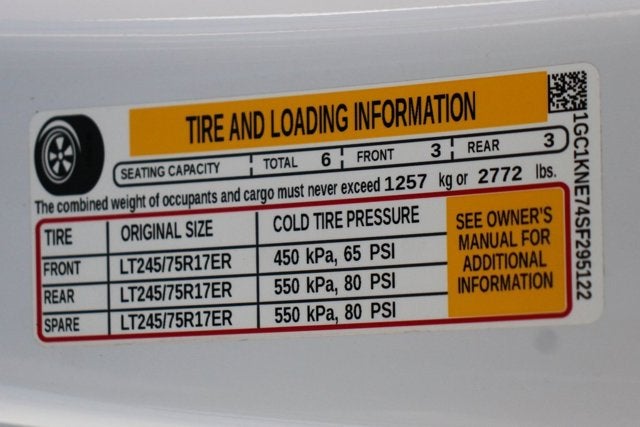 TIRE AND LOADING INFORMATION
SEATING CAPACITY TOTAL 6 FRONT 3 REAR 3
The combined weight of occupants and cargo must never exceed 1257 kg or 2772 lbs.
TIRE ORIGINAL SIZE COLD TIRE PRESSURE
FRONT LT245/75R17ER 450 kPa, 65 PSI
REAR LT245/75R17ER 550 kPa, 80 PSI
SPARE LT245/75R17ER 550 kPa, 80 PSI
SEE OWNER'S
MANUAL FOR
ADDITIONAL
INFORMATION
1GC1KNE74SF295122